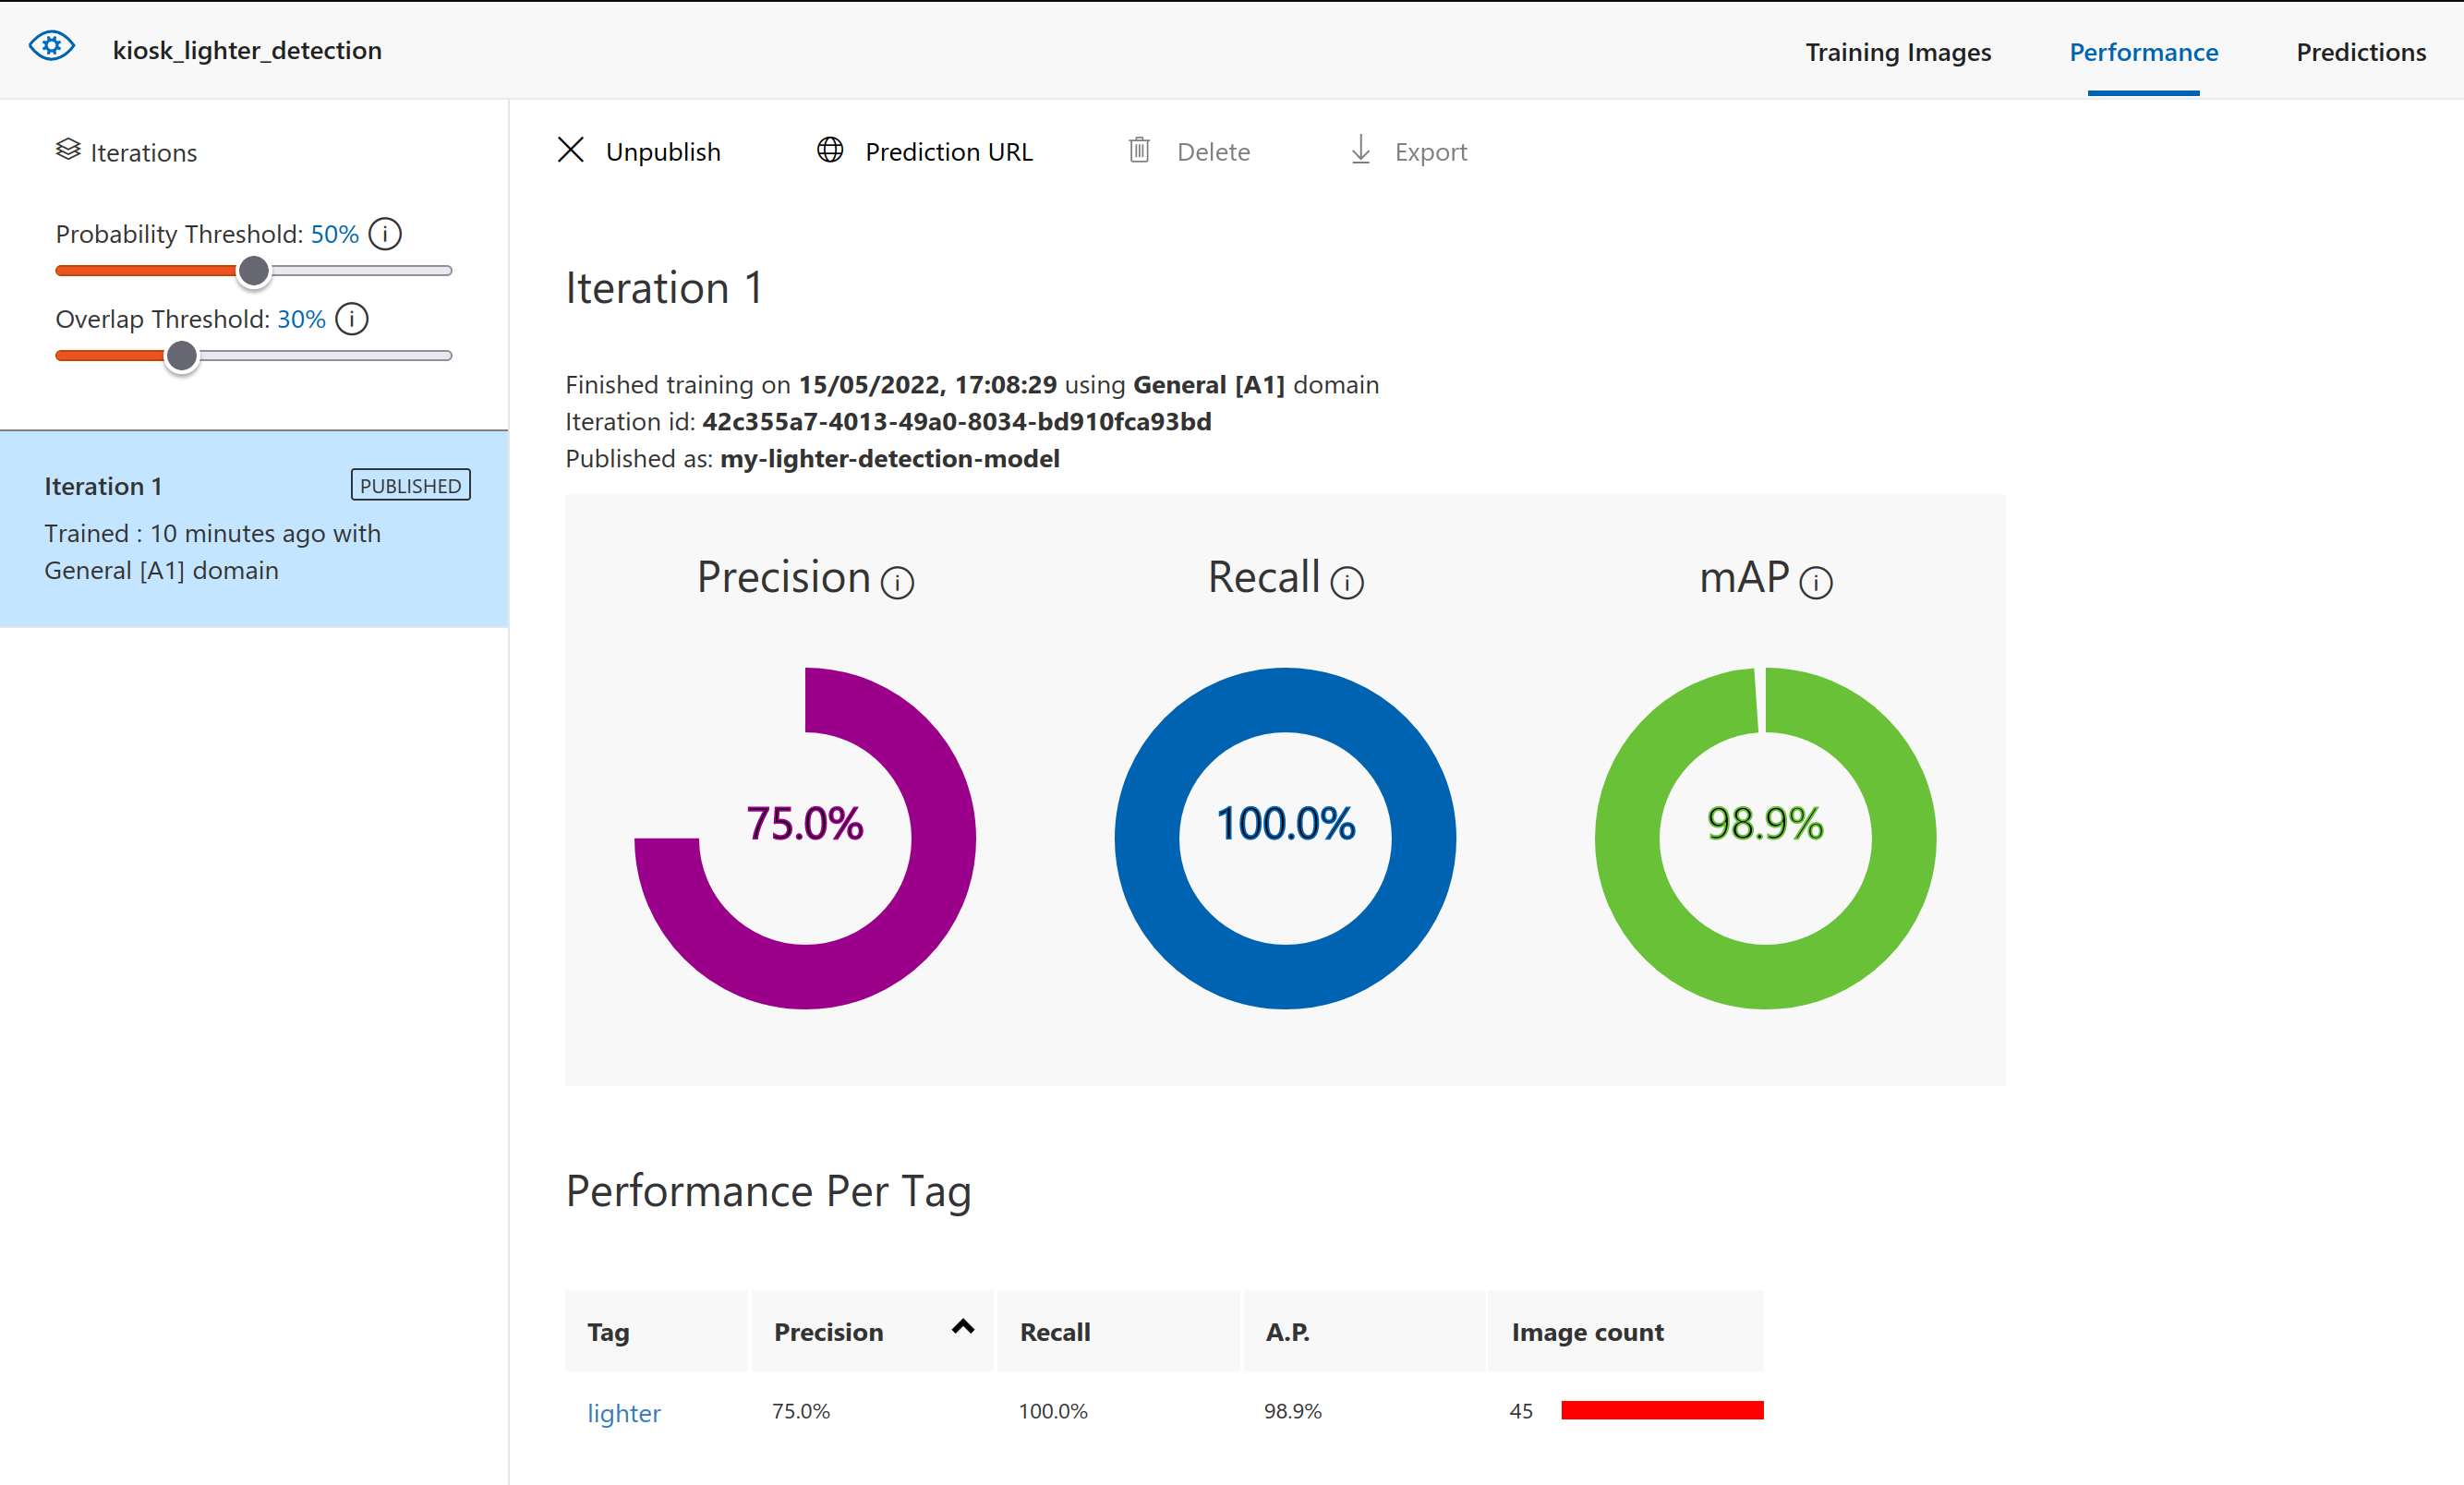 kiosk_lighter_detection
Training Images
Performance
Predictions
Iterations
Probability Threshold: 50%
Overlap Threshold: 30%
Iteration 1
PUBLISHED
Trained : 10 minutes ago with
General [A1] domain
Unpublish
Prediction URL
Delete
Export
Iteration 1
Finished training on 15/05/2022, 17:08:29 using General [A1] domain
Iteration id: 42c355a7-4013-49a0-8034-bd910fca93bd
Published as: my-lighter-detection-model
Precision
Recall
mAP
75.0%
100.0%
98.9%
Performance Per Tag
Tag Precision Recall A.P. Image count
lighter 75.0% 100.0% 98.9% 45